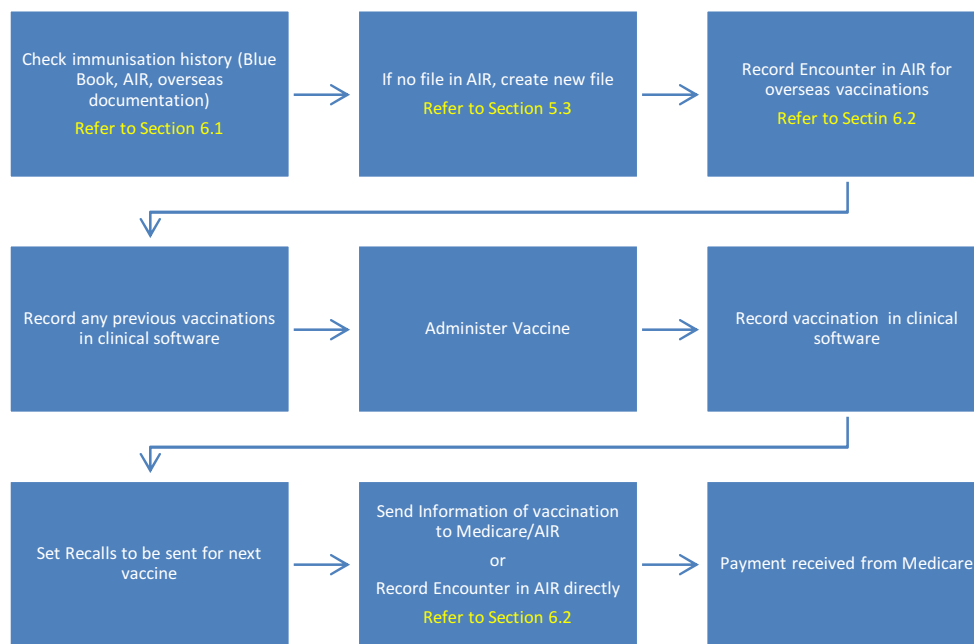 Check immunisation history (Blue
Book, AIR, overseas
documentation)
Refer to Section 6.1
If no file in AIR, create new file
Refer to Section 5.3
Record Encounter in AIR for
overseas vaccinations
Refer to Sectin 6.2
Record any previous vaccinations
in clinical software
Administer Vaccine
Record vaccination in clinical
software
Set Recalls to be sent for next
vaccine
Send Information of vaccination
to Medicare/AIR
or
Record Encounter in AIR directly
Refer to Section 6.2
Payment received from Medicare